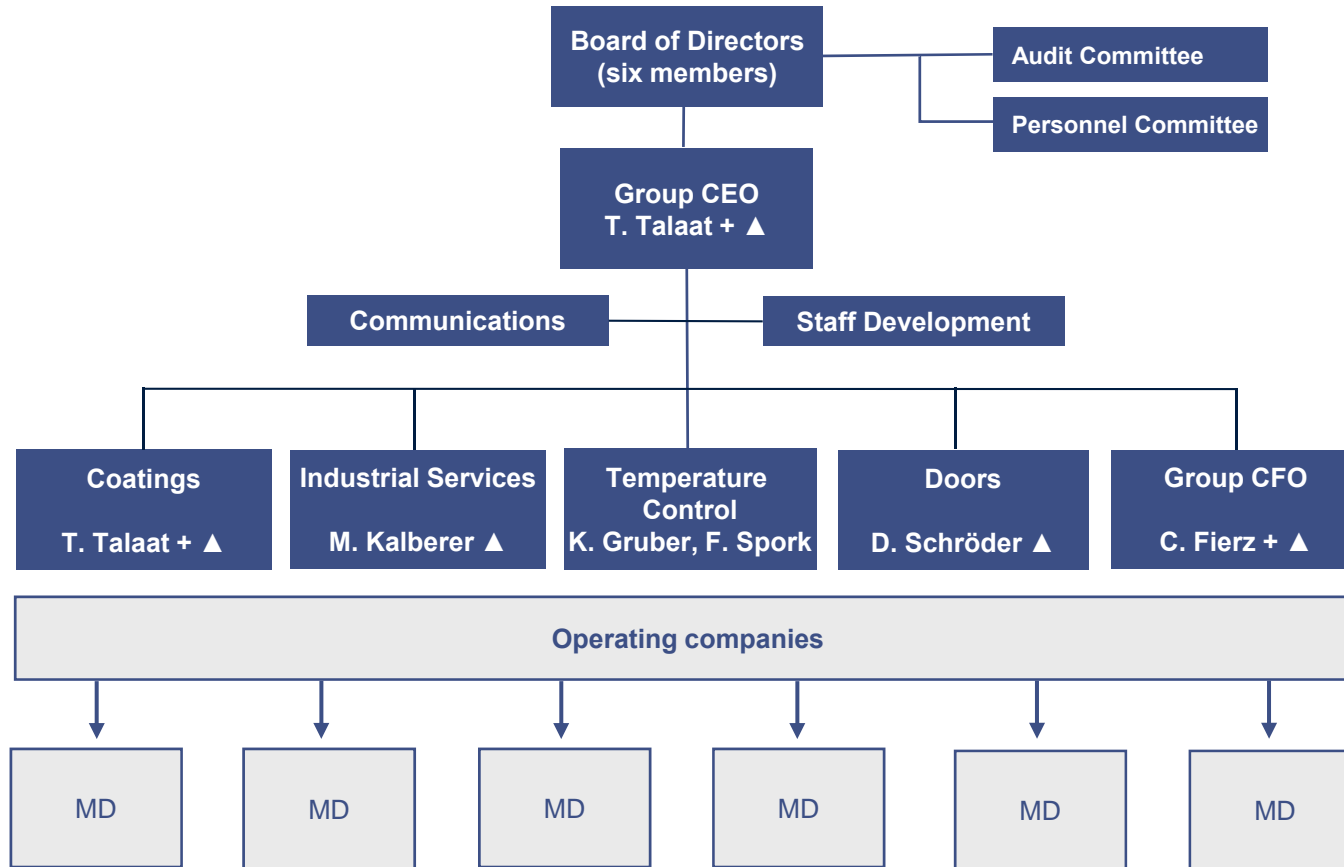 Board of Directors
(six members)
Audit Committee
Personnel Committee
Group CEO
T. Talaat + ▲
Communications
Staff Development
Coatings
T. Talaat + ▲
Industrial Services
M. Kalberer ▲
Temperature
Control
K. Gruber, F. Spork
Doors
D. Schröder ▲
Group CFO
C. Fierz + ▲
Operating companies
MD
MD
MD
MD
MD
MD